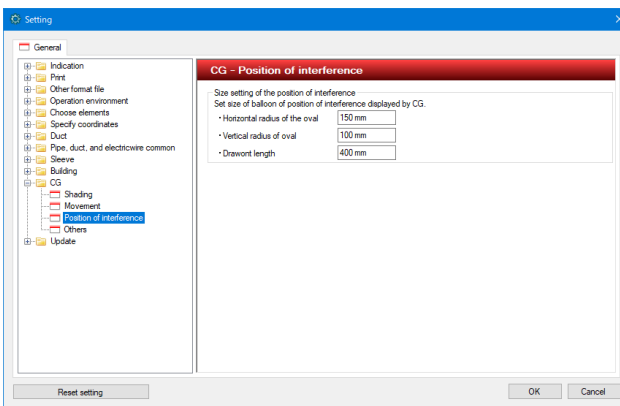 Setting
General
Indication
Print
Other format file
Operation environment
Choose elements
Specify coordinates
Duct
Pipe, duct, and electricwire common
Sleeve
Building
CG
Shading
Movement
Position of interference
Others
Update
CG - Position of interference
Size setting of the position of interference
Set size of balloon of position of interference displayed by CG.
・Horizontal radius of the oval 150 mm
・Vertical radius of oval 100 mm
・Drawont length 400 mm
Reset setting
OK Cancel